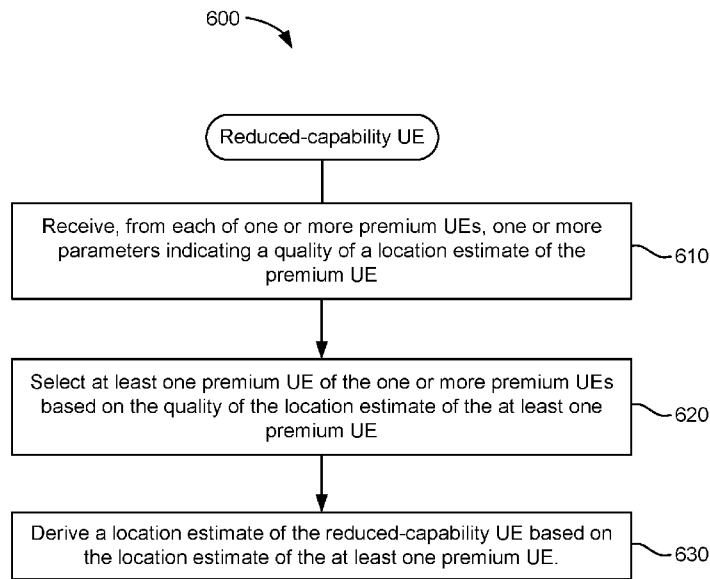 600
Reduced-capability UE
Receive, from each of one or more premium UEs, one or more
parameters indicating a quality of a location estimate of the
premium UE
610
Select at least one premium UE of the one or more premium UEs
based on the quality of the location estimate of the at least one
premium UE
620
Derive a location estimate of the reduced-capability UE based on
the location estimate of the at least one premium UE.
630